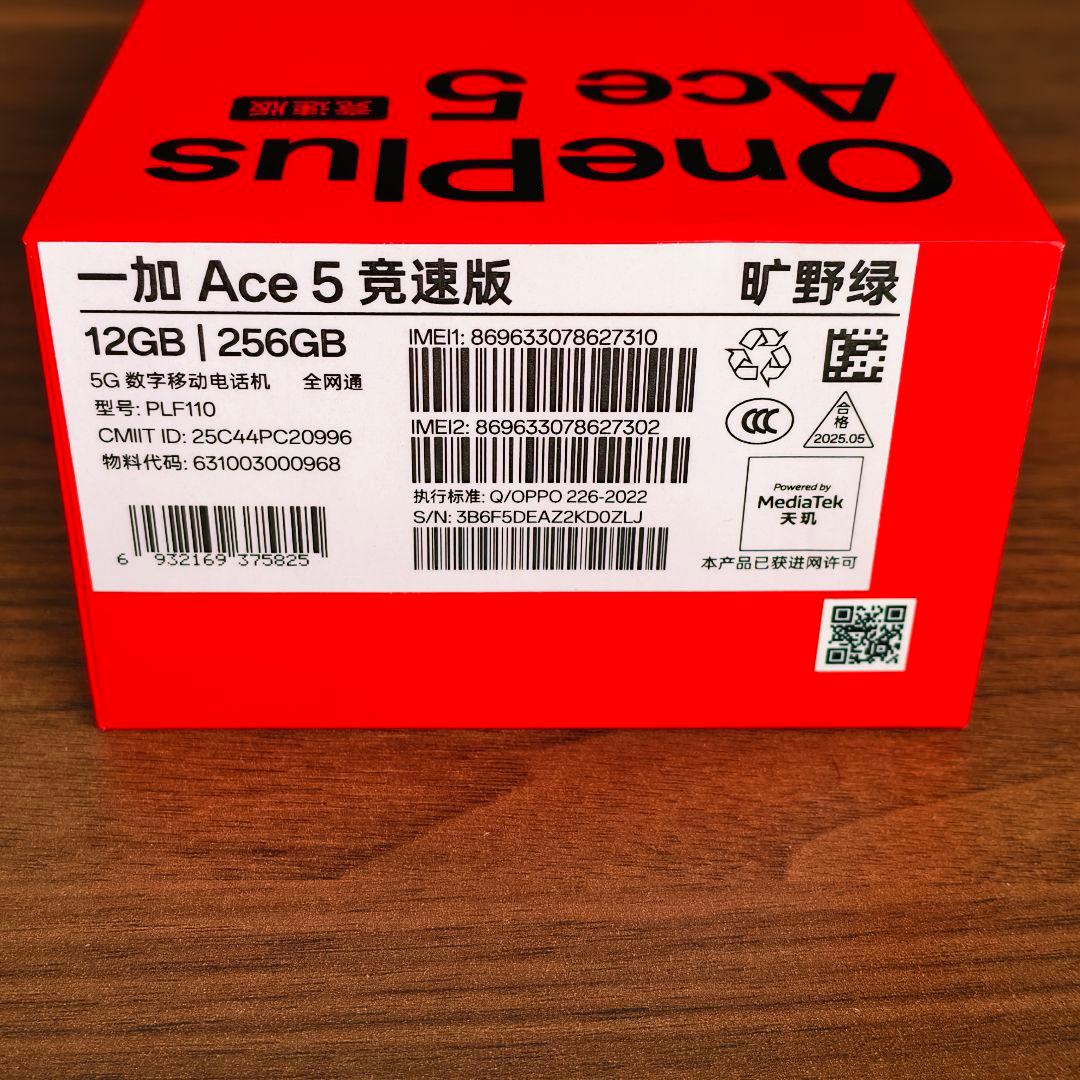 OnePlus
Ace 5 竞速版
一加 Ace 5 竞速版
旷野绿
12GB | 256GB
5G 数字移动电话机 全网通
型号: PLF110
CMIIT ID: 25C44PC20996
物料代码: 631003000968
6 932169 375825
IMEI1: 869633078627310
IMEI2: 869633078627302
执行标准: Q/OPPO 226-2022
S/N: 3B6F5DEAZ2KD0ZLJ
CCC
合格
2025.05
Powered by
MediaTek
天玑
本产品已获进网许可